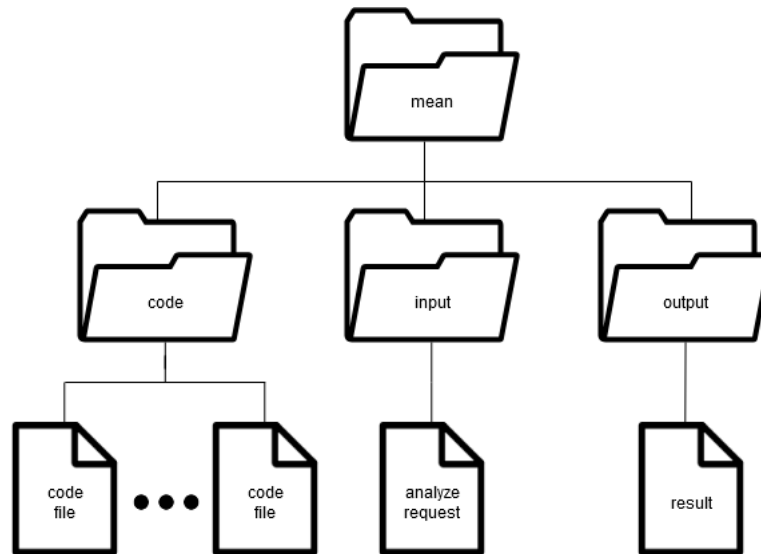 mean
code
input
output
code
file
code
file
analyze
request
result